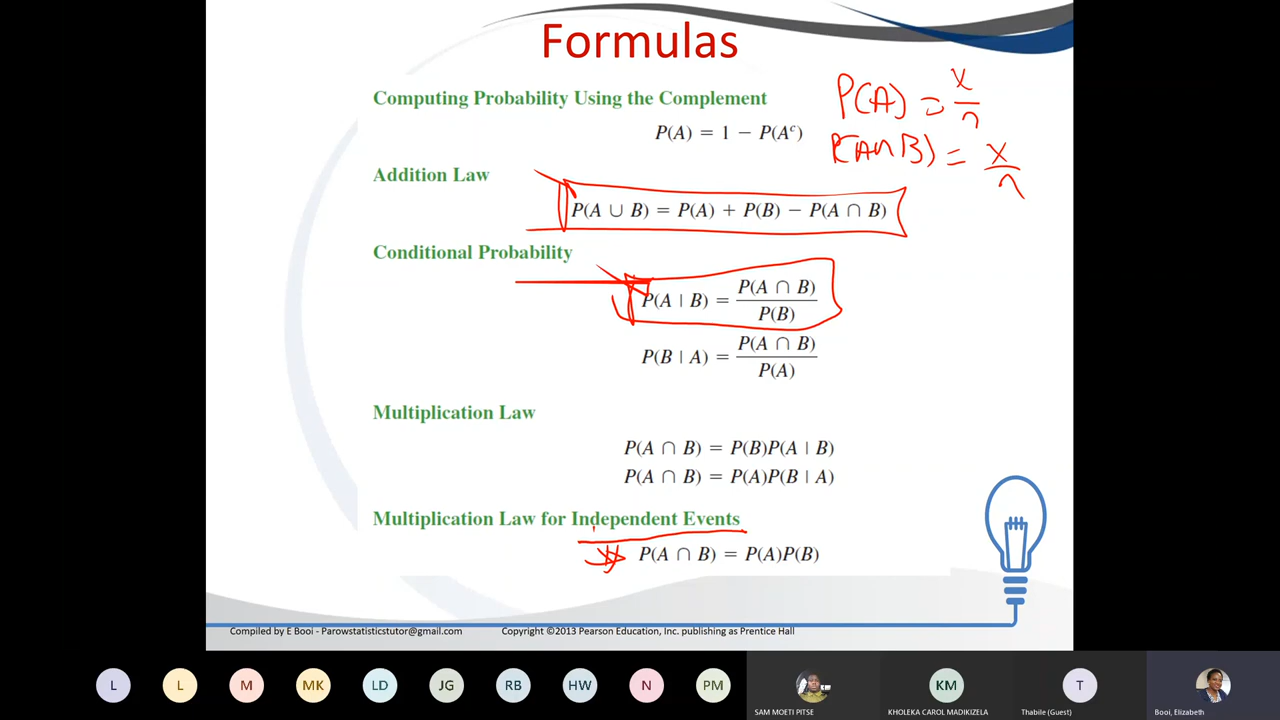 Formulas
Computing Probability Using the Complement
P(A) = 1 − P(Aᶜ)
P(A) = x/n
P(A∩B) = x/n
Addition Law
P(A ∪ B) = P(A) + P(B) − P(A ∩ B)
Conditional Probability
P(A | B) = P(A ∩ B) / P(B)
P(B | A) = P(A ∩ B) / P(A)
Multiplication Law
P(A ∩ B) = P(B)P(A | B)
P(A ∩ B) = P(A)P(B | A)
Multiplication Law for Independent Events
P(A ∩ B) = P(A)P(B)
Compiled by E Booi - Parowstatisticstutor@gmail.com Copyright ©2013 Pearson Education, Inc. publishing as Prentice Hall
L L M MK LD JG RB HW N PM KM T
SAM MOETI PITSE KHOLEKA CAROL MADIKIZELA Thabile (Guest) Booi, Elizabeth